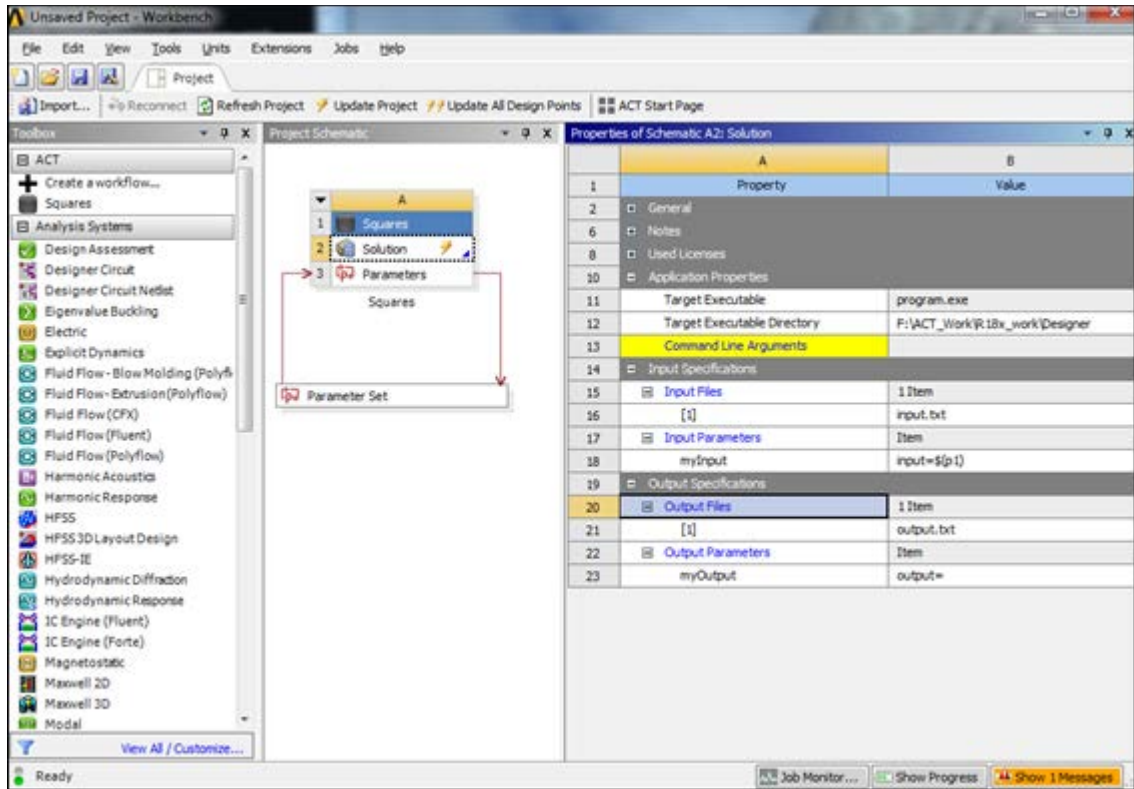 Unsaved Project - Workbench
File Edit View Tools Units Extensions Jobs Help
Project
Import... Reconnect Refresh Project Update Project Update All Design Points ACT Start Page
Toolbox
ACT
Create a workflow...
Squares
Analysis Systems
Design Assessment
Designer Circuit
Designer Circuit Netlist
Eigenvalue Buckling
Electric
Explicit Dynamics
Fluid Flow - Blow Molding (Polyfl
Fluid Flow - Extrusion (Polyflow)
Fluid Flow (CFX)
Fluid Flow (Fluent)
Fluid Flow (Polyflow)
Harmonic Acoustics
Harmonic Response
HFSS
HFSS 3D Layout Design
HFSS-IE
Hydrodynamic Diffraction
Hydrodynamic Response
IC Engine (Fluent)
IC Engine (Forte)
Magnetostatic
Maxwell 2D
Maxwell 3D
Modal
View All / Customize...
Project Schematic
A
1 Squares
2 Solution
3 Parameters
Squares
Parameter Set
Properties of Schematic A2: Solution
A B
1 Property Value
2 General
6 Notes
8 Used Licenses
10 Application Properties
11 Target Executable program.exe
12 Target Executable Directory F:\ACT_Work\R18x_work\Designer
13 Command Line Arguments
14 Input Specifications
15 Input Files 1 Item
16 [1] input.txt
17 Input Parameters Item
18 myInput input=$(p1)
19 Output Specifications
20 Output Files 1 Item
21 [1] output.txt
22 Output Parameters Item
23 myOutput output=
Ready
Job Monitor... Show Progress Show 1 Messages